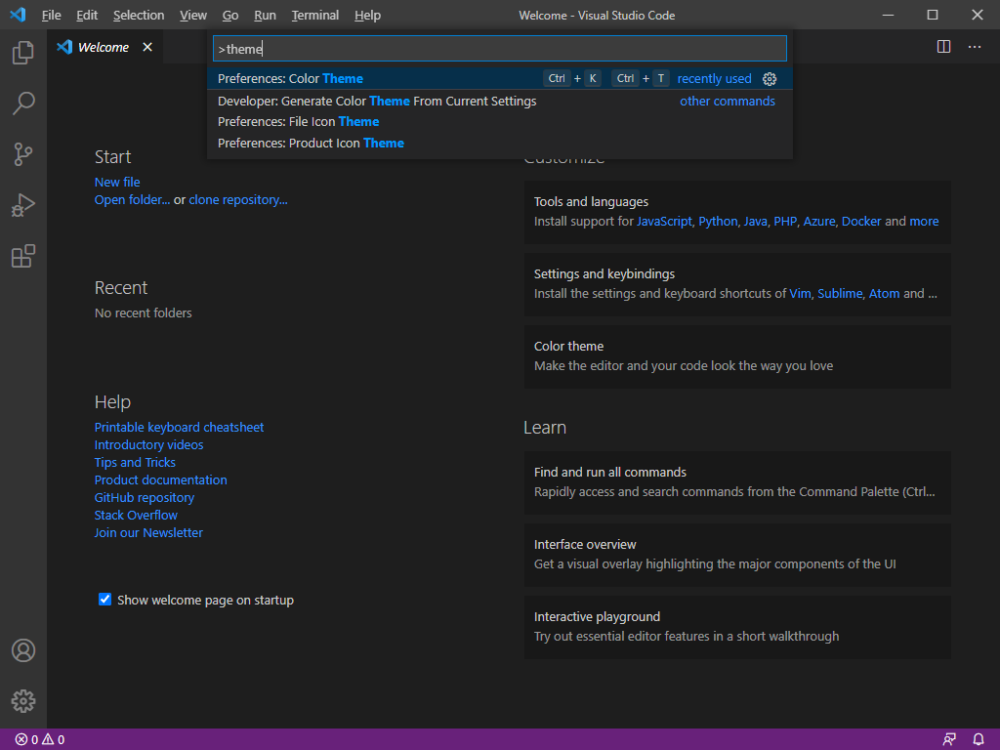 File Edit Selection View Go Run Terminal Help Welcome - Visual Studio Code
Welcome
>theme
Preferences: Color Theme Ctrl + K Ctrl + T recently used
Developer: Generate Color Theme From Current Settings other commands
Preferences: File Icon Theme
Preferences: Product Icon Theme
Start
New file
Open folder... or clone repository...
Recent
No recent folders
Help
Printable keyboard cheatsheet
Introductory videos
Tips and Tricks
Product documentation
GitHub repository
Stack Overflow
Join our Newsletter
Show welcome page on startup
Customize
Tools and languages
Install support for JavaScript, Python, Java, PHP, Azure, Docker and more
Settings and keybindings
Install the settings and keyboard shortcuts of Vim, Sublime, Atom and ...
Color theme
Make the editor and your code look the way you love
Learn
Find and run all commands
Rapidly access and search commands from the Command Palette (Ctrl...
Interface overview
Get a visual overlay highlighting the major components of the UI
Interactive playground
Try out essential editor features in a short walkthrough
0 0